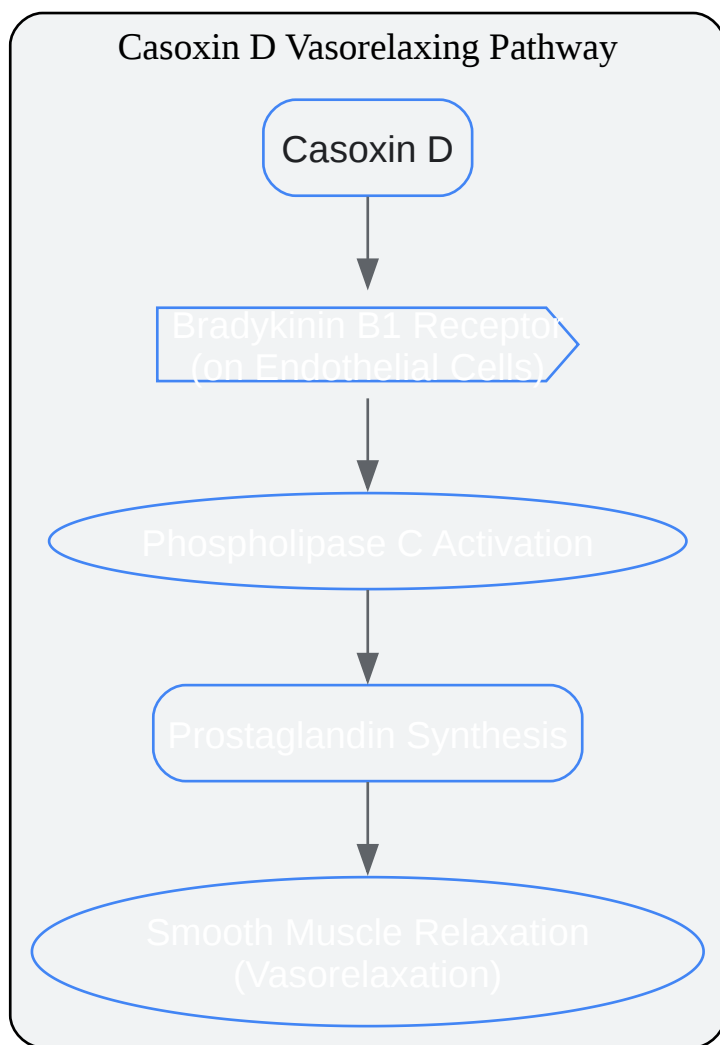 Casoxin D Vasorelaxing Pathway
Casoxin D
Bradykinin B1 Receptor
(on Endothelial Cells)
Phospholipase C Activation
Prostaglandin Synthesis
Smooth Muscle Relaxation
(Vasorelaxation)